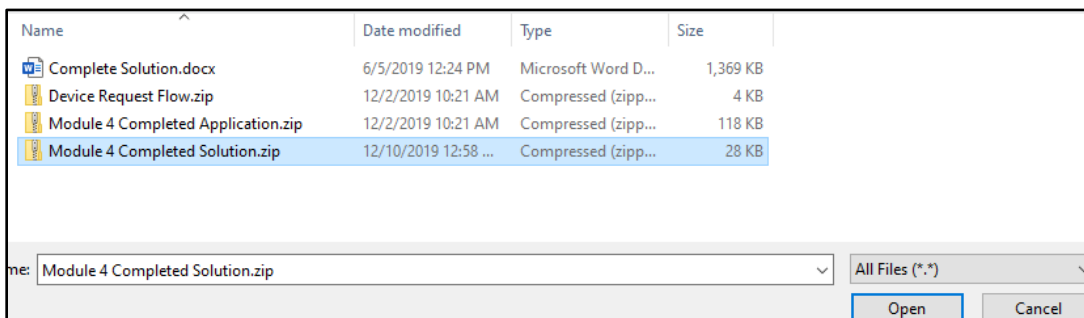 Name Date modified Type Size
Complete Solution.docx 6/5/2019 12:24 PM Microsoft Word D... 1,369 KB
Device Request Flow.zip 12/2/2019 10:21 AM Compressed (zipp... 4 KB
Module 4 Completed Application.zip 12/2/2019 10:21 AM Compressed (zipp... 118 KB
Module 4 Completed Solution.zip 12/10/2019 12:58 ... Compressed (zipp... 28 KB
me: Module 4 Completed Solution.zip All Files (*.*)
Open Cancel